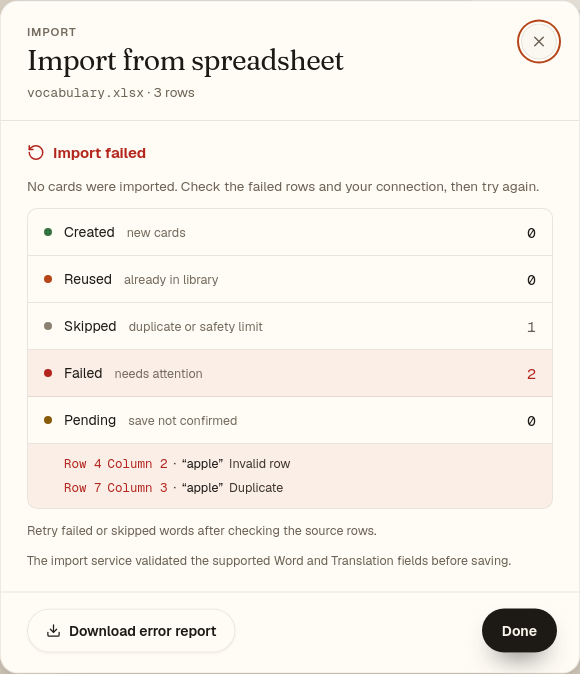 IMPORT
Import from spreadsheet
vocabulary.xlsx · 3 rows
Import failed
No cards were imported. Check the failed rows and your connection, then try again.
Created new cards 0
Reused already in library 0
Skipped duplicate or safety limit 1
Failed needs attention 2
Pending save not confirmed 0
Row 4 Column 2 · “apple” Invalid row
Row 7 Column 3 · “apple” Duplicate
Retry failed or skipped words after checking the source rows.
The import service validated the supported Word and Translation fields before saving.
Download error report
Done